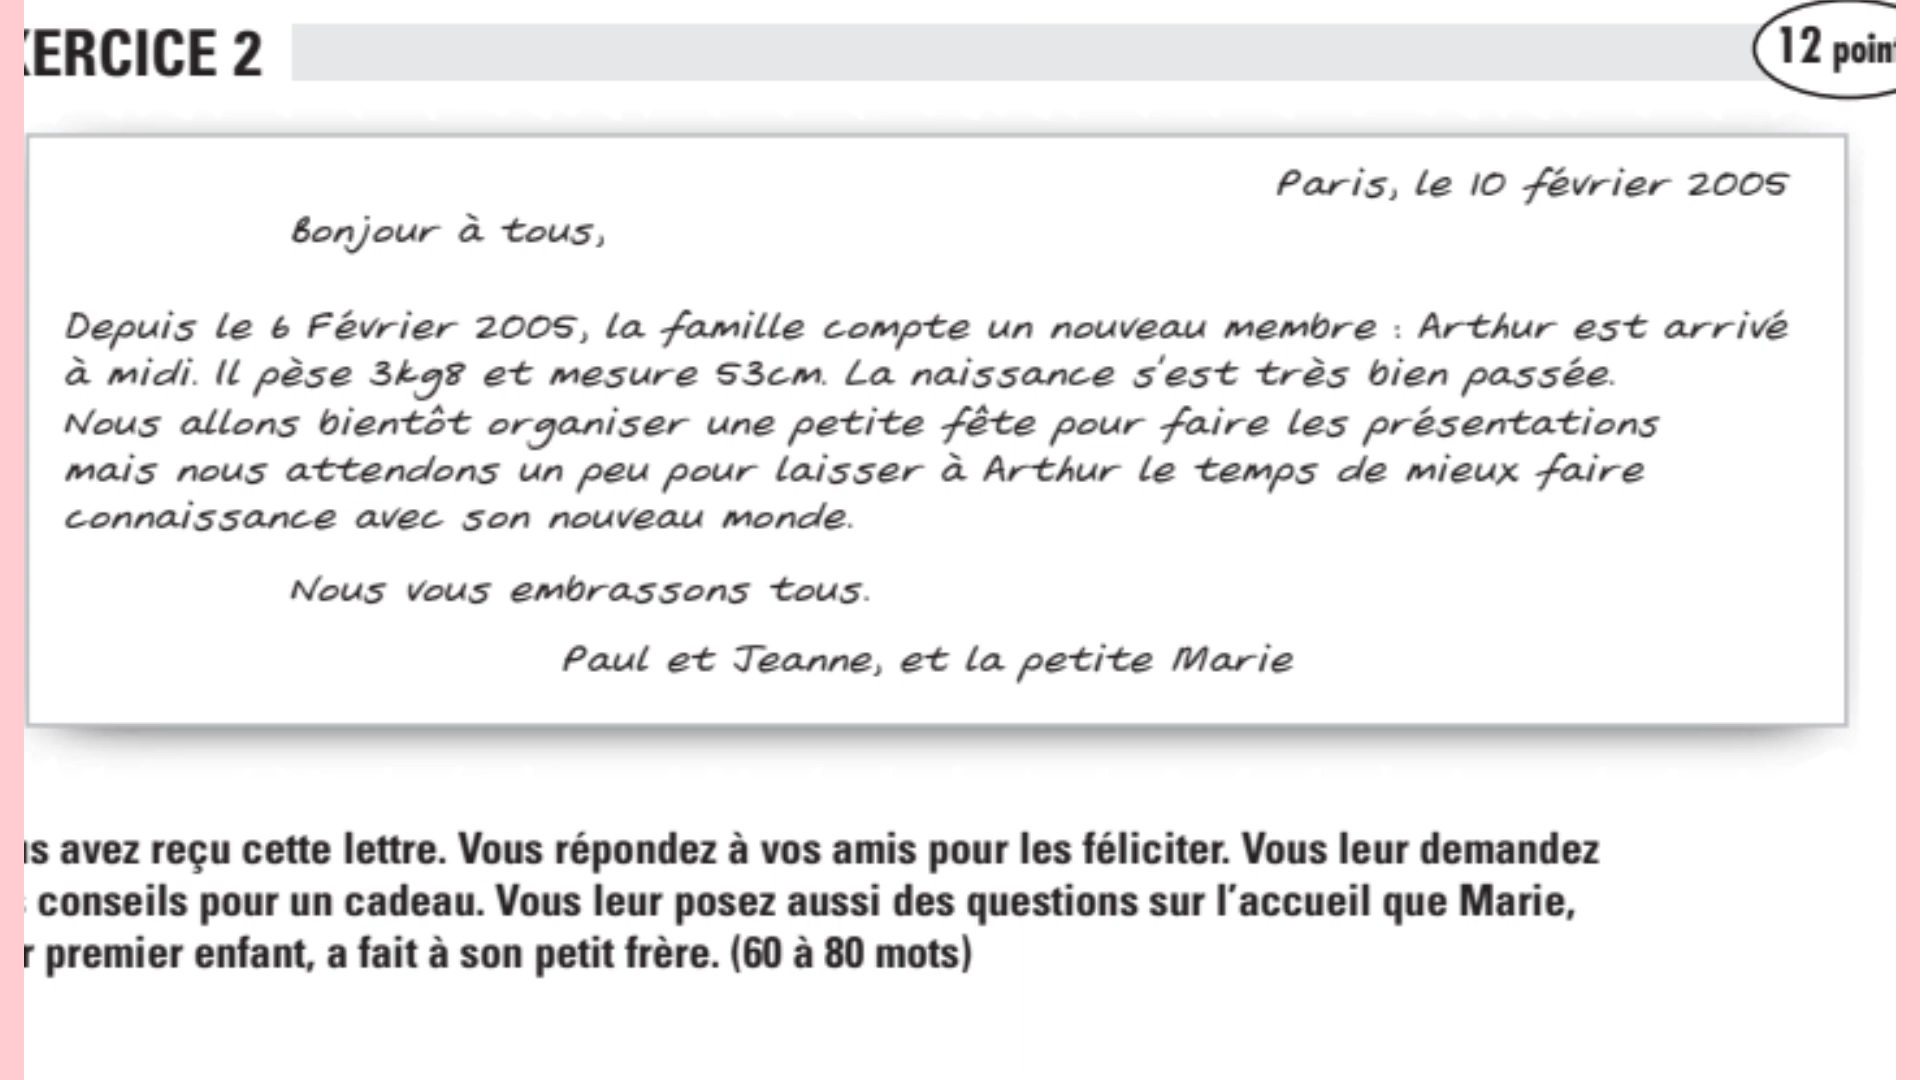 ERCICE 2
12 poin
Paris, le 10 février 2005
Bonjour à tous,
Depuis le 6 Février 2005, la famille compte un nouveau membre : Arthur est arrivé
à midi. Il pèse 3kg8 et mesure 53cm. La naissance s'est très bien passée.
Nous allons bientôt organiser une petite fête pour faire les présentations
mais nous attendons un peu pour laisser à Arthur le temps de mieux faire
connaissance avec son nouveau monde.
Nous vous embrassons tous.
Paul et Jeanne, et la petite Marie
s avez reçu cette lettre. Vous répondez à vos amis pour les féliciter. Vous leur demandez
conseils pour un cadeau. Vous leur posez aussi des questions sur l'accueil que Marie,
r premier enfant, a fait à son petit frère. (60 à 80 mots)